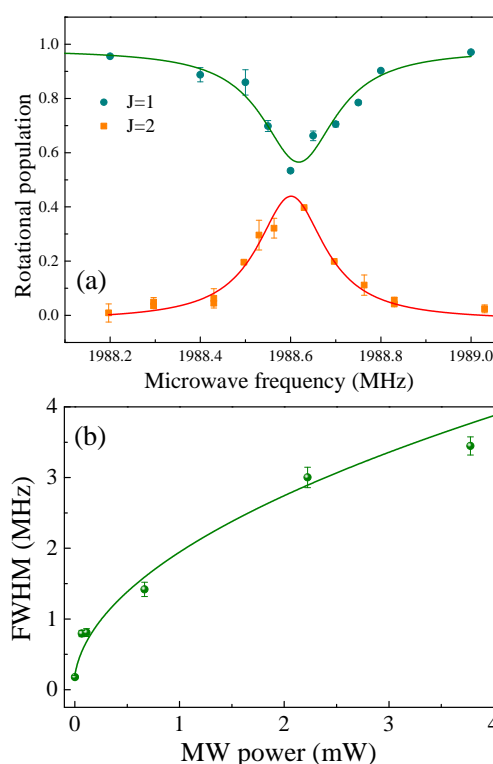 1.0
0.8
0.6
0.4
0.2
0.0
Rotational population
J=1
J=2
(a)
1988.2 1988.4 1988.6 1988.8 1989.0
Microwave frequency (MHz)
4
3
2
1
0
FWHM (MHz)
(b)
0 1 2 3 4
MW power (mW)